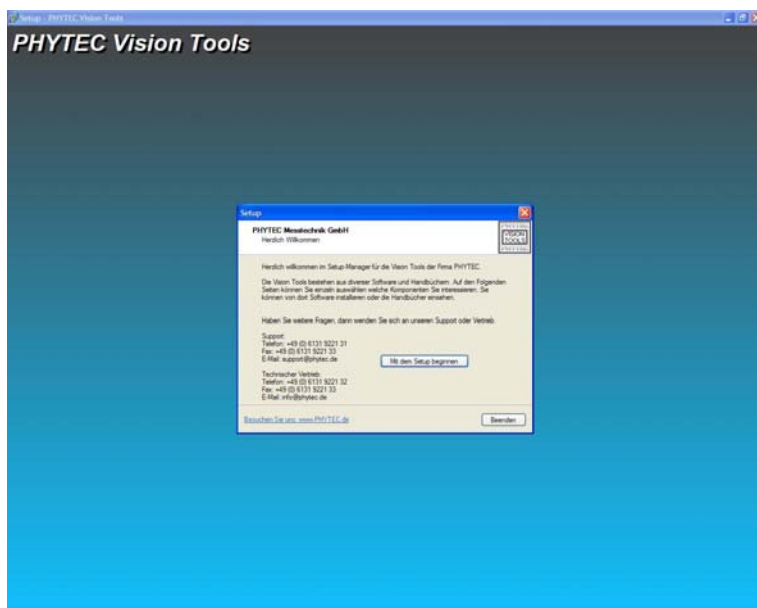 Setup - PHYTEC Vision Tools
PHYTEC Vision Tools
Setup
PHYTEC Messtechnik GmbH
Herzlich Willkommen
VISION
TOOLS
Herzlich willkommen im Setup-Manager für die Vision Tools der Firma PHYTEC.
Die Vision Tools bestehen aus diverser Software und Handbüchern. Auf den Folgenden
Seiten können Sie einzeln auswählen welche Komponenten Sie interessieren. Sie
können von dort Software installieren oder die Handbücher einsehen.
Haben Sie weitere Fragen, dann wenden Sie sich an unseren Support oder Vertrieb.
Support:
Telefon: +49 (0) 6131 9221 31
Fax: +49 (0) 6131 9221 33
E-Mail: support@phytec.de
Mit dem Setup beginnen
Technischer Vertrieb:
Telefon: +49 (0) 6131 9221 32
Fax: +49 (0) 6131 9221 33
E-Mail: info@phytec.de
Besuchen Sie uns: www.PHYTEC.de
Beenden